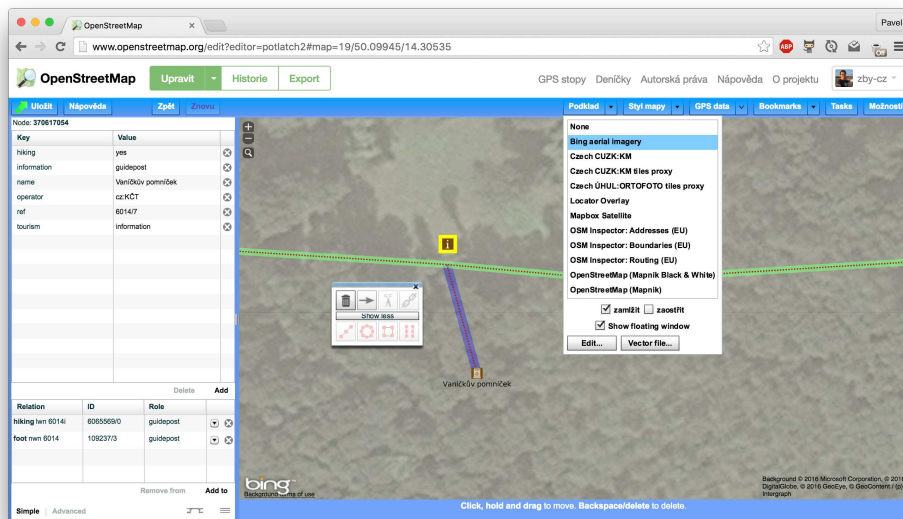 OpenStreetMap
Pavel
www.openstreetmap.org/edit?editor=potlatch2#map=19/50.09945/14.30535
ABP
OpenStreetMap
Upravit
Historie
Export
GPS stopy
Deníčky
Autorská práva
Nápověda
O projektu
zby-cz
Uložit
Nápověda
Zpět
Znovu
Podklad
Styl mapy
GPS data
Bookmarks
Tasks
Možnosti
Node: 370617054
Key Value
hiking yes
information guidepost
name Vaníčkův pomníček
operator cz:KČT
ref 6014/7
tourism information
Delete Add
Relation ID Role
hiking lwn 6014i 6065569/0 guidepost
foot nwn 6014 109237/3 guidepost
Remove from Add to
Simple Advanced
i
x
Show less
Vaníčkův pomníček
None
Bing aerial imagery
Czech CUZK:KM
Czech CUZK:KM tiles proxy
Czech ÚHUL:ORTOFOTO tiles proxy
Locator Overlay
Mapbox Satellite
OSM Inspector: Addresses (EU)
OSM Inspector: Boundaries (EU)
OSM Inspector: Routing (EU)
OpenStreetMap (Mapnik Black & White)
OpenStreetMap (Mapnik)
zamlžit zaostřit
Show floating window
Edit... Vector file...
bing™
Background terms of use
Background © 2016 Microsoft Corporation, © 2016
DigitalGlobe, © 2016 GeoEye, © GeoContent / (p)
Intergraph
Click, hold and drag to move. Backspace/delete to delete.